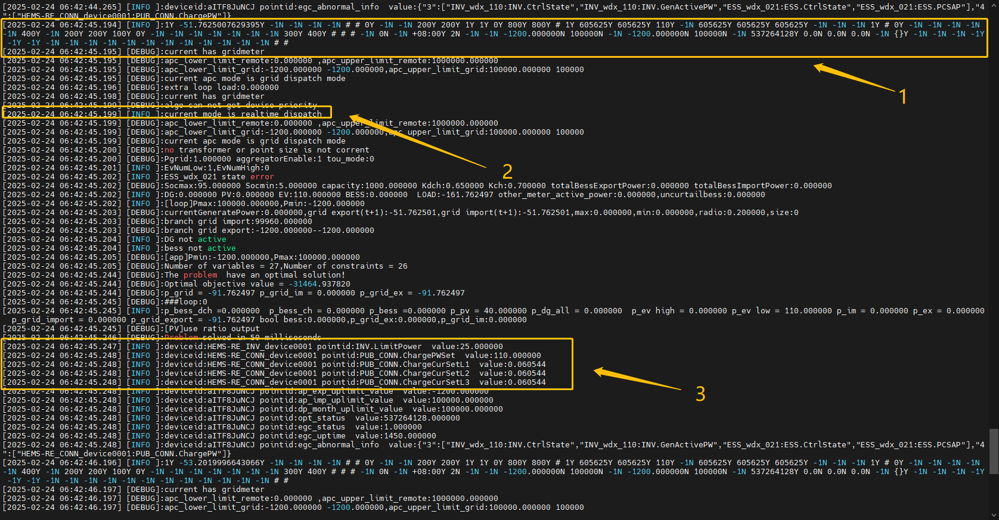 [2025-02-24 06:42:44.265] [INFO ]:deviceid:aITF8JuNCJ pointid:egc_abnormal_info  value:{"3":["INV_wdx_110:INV.CtrlState","INV_wdx_110:INV.GenActivePW","ESS_wdx_021:ESS.CtrlState","ESS_wdx_021:ESS.PCSAP"],"4
":["HEMS-RE_CONN_device0001:PUB_CONN.ChargePW"]}
[2025-02-24 06:42:45.194] [INFO ]:1Y -51.7625007629395Y -1N -1N -1N -1N # # 0Y -1N -1N 200Y 200Y 1Y 1Y 0Y 800Y 800Y # 1Y 605625Y 605625Y 110Y -1N 605625Y 605625Y 605625Y -1N -1N -1N 1Y # 0Y -1N -1N -1N -1N
-1N 400Y -1N 200Y 200Y 100Y 0Y -1N -1N -1N -1N -1N -1N -1N 300Y 400Y # # # -1N 0N -1N +08:00Y 2N -1N -1N -1200.000000N 100000N -1N -1200.000000N 100000N -1N 537264128Y 0.0N 0.0N 0.0N -1N {}Y -1N -1N -1N -1Y
-1Y -1Y -1N -1N -1N -1N -1N -1N -1N -1N -1N -1N -1N -1N # #
[2025-02-24 06:42:45.195] [DEBUG]:current has gridmeter
[2025-02-24 06:42:45.195] [DEBUG]:apc_lower_limit_remote:0.000000 ,apc_upper_limit_remote:1000000.000000
[2025-02-24 06:42:45.195] [DEBUG]:apc_lower_limit_grid:-1200.000000 -1200.000000,apc_upper_limit_grid:100000.000000 100000
[2025-02-24 06:42:45.195] [DEBUG]:current apc mode is grid dispatch mode
[2025-02-24 06:42:45.196] [DEBUG]:extra loop load:0.000000
[2025-02-24 06:42:45.198] [DEBUG]:current has gridmeter
[2025-02-24 06:42:45.199] [DEBUG]:algo can not get device priority
[2025-02-24 06:42:45.199] [INFO ]:current mode is realtime dispatch
[2025-02-24 06:42:45.199] [DEBUG]:apc_lower_limit_remote:0.000000 ,apc_upper_limit_remote:1000000.000000
[2025-02-24 06:42:45.199] [DEBUG]:apc_lower_limit_grid:-1200.000000 -1200.000000,apc_upper_limit_grid:100000.000000 100000
[2025-02-24 06:42:45.199] [DEBUG]:current apc mode is grid dispatch mode
[2025-02-24 06:42:45.200] [DEBUG]:no transformer or point size is not corrent
[2025-02-24 06:42:45.200] [DEBUG]:Pgrid:1.000000 aggregatorEnable:1 tou_mode:0
[2025-02-24 06:42:45.201] [INFO ]:EvNumLow:1,EvNumHigh:0
[2025-02-24 06:42:45.202] [INFO ]:ESS_wdx_021 state error
[2025-02-24 06:42:45.202] [DEBUG]:Socmax:95.000000 Socmin:5.000000 capacity:1000.000000 Kdch:0.650000 Kch:0.700000 totalBessExportPower:0.000000 totalBessImportPower:0.000000
[2025-02-24 06:42:45.202] [INFO ]:DG:0.000000 PV:0.000000 EV:110.000000 BESS:0.000000  LOAD:-161.762497 other_meter_active_power:0.000000,uncurtailbess:0.000000
[2025-02-24 06:42:45.202] [INFO ]:[loop]Pmax:100000.000000,Pmin:-1200.000000
[2025-02-24 06:42:45.203] [DEBUG]:currentGeneratePower:0.000000,grid export(t+1):-51.762501,grid import(t+1):-51.762501,max:0.000000,min:0.000000,radio:0.200000,size:0
[2025-02-24 06:42:45.203] [DEBUG]:branch grid import:99960.000000
[2025-02-24 06:42:45.203] [DEBUG]:branch grid export:-1200.000000--1200.000000
[2025-02-24 06:42:45.204] [INFO ]:DG not active
[2025-02-24 06:42:45.204] [INFO ]:bess not active
[2025-02-24 06:42:45.205] [DEBUG]:[app]Pmin:-1200.000000,Pmax:100000.000000
[2025-02-24 06:42:45.205] [DEBUG]:Number of variables = 27,Number of constraints = 26
[2025-02-24 06:42:45.244] [DEBUG]:The problem  have an optimal solution!
[2025-02-24 06:42:45.244] [DEBUG]:Optimal objective value = -31464.937820
[2025-02-24 06:42:45.244] [DEBUG]:p_grid = -91.762497 p_grid_im = 0.000000 p_grid_ex = -91.762497
[2025-02-24 06:42:45.245] [DEBUG]:###loop:0
[2025-02-24 06:42:45.245] [INFO ]:p_bess_dch =0.000000  p_bess_ch = 0.000000 p_bess =0.000000 p_pv = 40.000000 p_dg_all = 0.000000  p_ev high = 0.000000 p_ev low = 110.000000 p_im = 0.000000 p_ex = 0.000000
p_grid_import = 0.000000 p_grid_export = -91.762497 bool bess:0.000000,p_grid_ex:0.000000,p_grid_im:0.000000
[2025-02-24 06:42:45.245] [DEBUG]:[PV]use ratio output
[2025-02-24 06:42:45.246] [DEBUG]:Problem solved in 50 milliseconds
[2025-02-24 06:42:45.247] [INFO ]:deviceid:HEMS-RE_INV_device0001 pointid:INV.LimitPower  value:25.000000
[2025-02-24 06:42:45.248] [INFO ]:deviceid:HEMS-RE_CONN_device0001 pointid:PUB_CONN.ChargePWSet  value:110.000000
[2025-02-24 06:42:45.248] [INFO ]:deviceid:HEMS-RE_CONN_device0001 pointid:PUB_CONN.ChargeCurSetL1  value:0.060544
[2025-02-24 06:42:45.248] [INFO ]:deviceid:HEMS-RE_CONN_device0001 pointid:PUB_CONN.ChargeCurSetL2  value:0.060544
[2025-02-24 06:42:45.248] [INFO ]:deviceid:HEMS-RE_CONN_device0001 pointid:PUB_CONN.ChargeCurSetL3  value:0.060544
[2025-02-24 06:42:45.248] [INFO ]:deviceid:aITF8JuNCJ pointid:ap_exp_uplimit_value  value:-1200.000000
[2025-02-24 06:42:45.248] [INFO ]:deviceid:aITF8JuNCJ pointid:ap_imp_uplimit_value  value:100000.000000
[2025-02-24 06:42:45.248] [INFO ]:deviceid:aITF8JuNCJ pointid:dp_month_uplimit_value  value:100000.000000
[2025-02-24 06:42:45.248] [INFO ]:deviceid:aITF8JuNCJ pointid:opt_status  value:537264128.000000
[2025-02-24 06:42:45.248] [INFO ]:deviceid:aITF8JuNCJ pointid:egc_status  value:1.000000
[2025-02-24 06:42:45.248] [INFO ]:deviceid:aITF8JuNCJ pointid:egc_uptime  value:1450.000000
[2025-02-24 06:42:45.248] [INFO ]:deviceid:aITF8JuNCJ pointid:egc_abnormal_info  value:{"3":["INV_wdx_110:INV.CtrlState","INV_wdx_110:INV.GenActivePW","ESS_wdx_021:ESS.CtrlState","ESS_wdx_021:ESS.PCSAP"],"4
":["HEMS-RE_CONN_device0001:PUB_CONN.ChargePW"]}
[2025-02-24 06:42:46.196] [INFO ]:1Y -53.2019996643066Y -1N -1N -1N -1N # # 0Y -1N -1N 200Y 200Y 1Y 1Y 0Y 800Y 800Y # 1Y 605625Y 605625Y 110Y -1N 605625Y 605625Y 605625Y -1N -1N -1N 1Y # 0Y -1N -1N -1N -1N
-1N 400Y -1N 200Y 200Y 100Y 0Y -1N -1N -1N -1N -1N -1N -1N 300Y 400Y # # # -1N 0N -1N +08:00Y 2N -1N -1N -1200.000000N 100000N -1N -1200.000000N 100000N -1N 537264128Y 0.0N 0.0N 0.0N -1N {}Y -1N -1N -1N -1Y
-1Y -1Y -1N -1N -1N -1N -1N -1N -1N -1N -1N -1N -1N -1N # #
[2025-02-24 06:42:46.197] [DEBUG]:current has gridmeter
[2025-02-24 06:42:46.197] [DEBUG]:apc_lower_limit_remote:0.000000 ,apc_upper_limit_remote:1000000.000000
[2025-02-24 06:42:46.197] [DEBUG]:apc_lower_limit_grid:-1200.000000 -1200.000000,apc_upper_limit_grid:100000.000000 100000
1
2
3